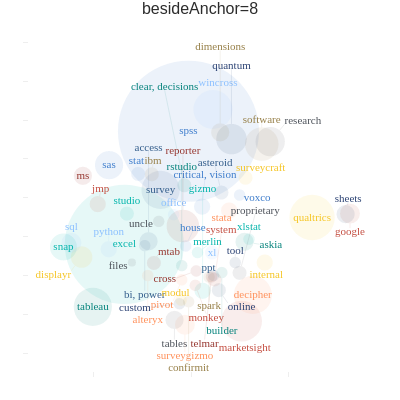 besideAnchor=8
dimensions
quantum
clear, decisions
wincross
software
research
spss
access
reporter
statibm
asteroid
sas
rstudio
surveycraft
ms
critical, vision
jmp
survey
gizmo
studio
office
voxco
sheets
proprietary
uncle
stata
qualtrics
sql
house
system
xlstat
python
google
snap
excel
merlin
askia
mtab
xl
tool
files
ppt
displayr
cross
internal
bi, power
modul
decipher
tableau
custom
pivot
spark
online
alteryx
monkey
builder
tables
telmar
marketsight
surveygizmo
confirmit